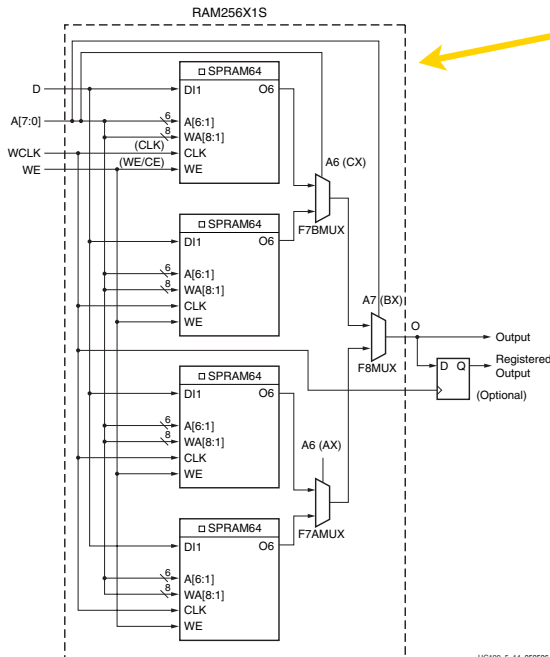 RAM256X1S
SPRAM64
D
DI1
O6
A[7:0]
6
A[6:1]
8
WA[8:1]
WCLK
(CLK)
CLK
WE
(WE/CE)
WE
A6 (CX)
F7BMUX
SPRAM64
DI1
O6
6
A[6:1]
8
WA[8:1]
CLK
WE
A7 (BX)
F8MUX
O
Output
D Q
Registered
Output
(Optional)
SPRAM64
DI1
O6
6
A[6:1]
8
WA[8:1]
CLK
WE
A6 (AX)
F7AMUX
SPRAM64
DI1
O6
6
A[6:1]
8
WA[8:1]
CLK
WE